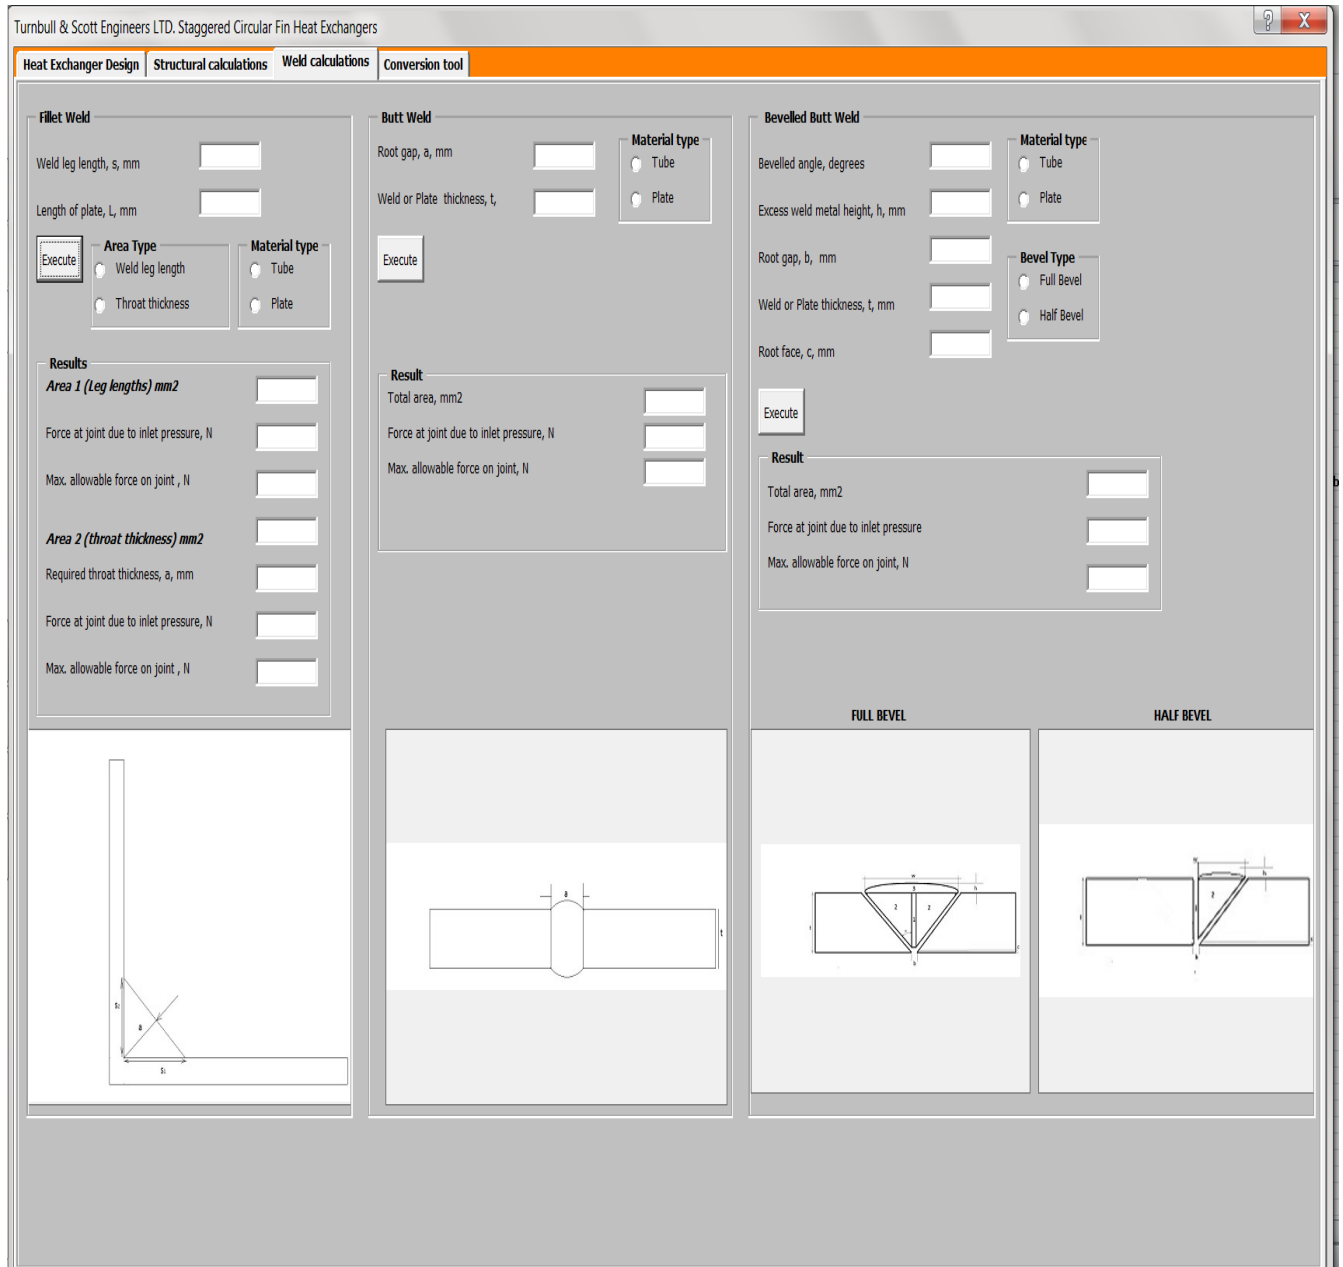 Turnbull & Scott Engineers LTD. Staggered Circular Fin Heat Exchangers
? X
Heat Exchanger Design Structural calculations Weld calculations Conversion tool
Fillet Weld
Weld leg length, s, mm
Length of plate, L, mm
Execute
Area Type
Weld leg length
Throat thickness
Material type
Tube
Plate
Results
Area 1 (Leg lengths) mm2
Force at joint due to inlet pressure, N
Max. allowable force on joint , N
Area 2 (throat thickness) mm2
Required throat thickness, a, mm
Force at joint due to inlet pressure, N
Max. allowable force on joint , N
S2
a
S1
Butt Weld
Root gap, a, mm
Weld or Plate thickness, t,
Material type
Tube
Plate
Execute
Result
Total area, mm2
Force at joint due to inlet pressure, N
Max. allowable force on joint, N
a
t
Bevelled Butt Weld
Bevelled angle, degrees
Excess weld metal height, h, mm
Root gap, b, mm
Weld or Plate thickness, t, mm
Root face, c, mm
Material type
Tube
Plate
Bevel Type
Full Bevel
Half Bevel
Execute
Result
Total area, mm2
Force at joint due to inlet pressure
Max. allowable force on joint, N
FULL BEVEL
w
3
h
2
1
2
t
b
c
HALF BEVEL
w
h
2
b